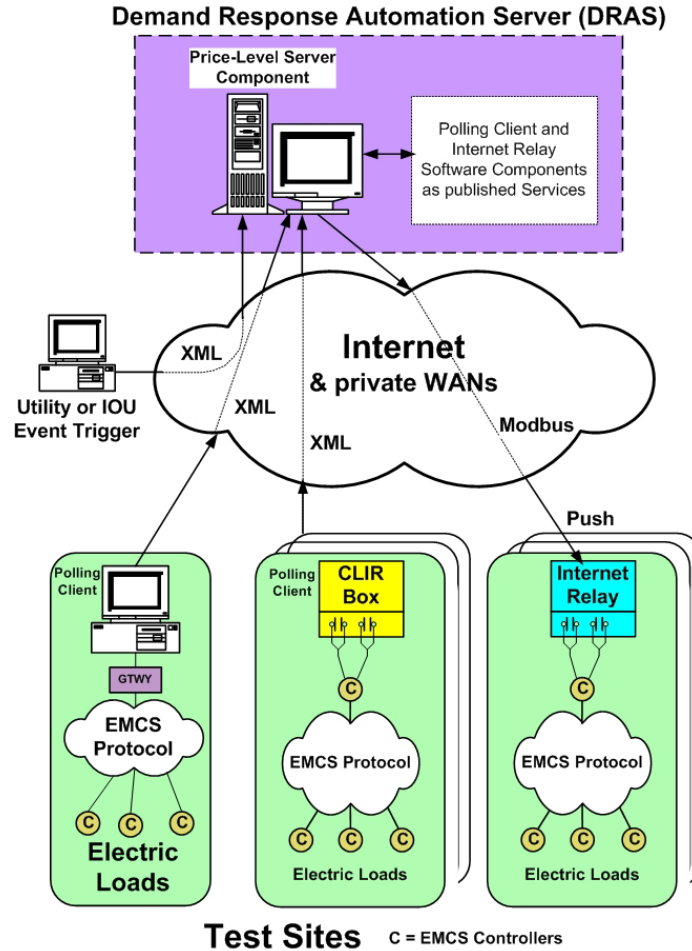 Demand Response Automation Server (DRAS)
Price-Level Server
Component
Polling Client and
Internet Relay
Software Components
as published Services
Internet
& private WANs
XML
XML
XML
Modbus
Utility or IOU
Event Trigger
Push
Polling
Client
GTWY
EMCS
Protocol
C
C
C
Electric
Loads
Polling
Client
CLIR
Box
C
EMCS Protocol
C
C
C
Electric Loads
Internet
Relay
C
EMCS Protocol
C
C
C
Electric Loads
Test Sites
C = EMCS Controllers